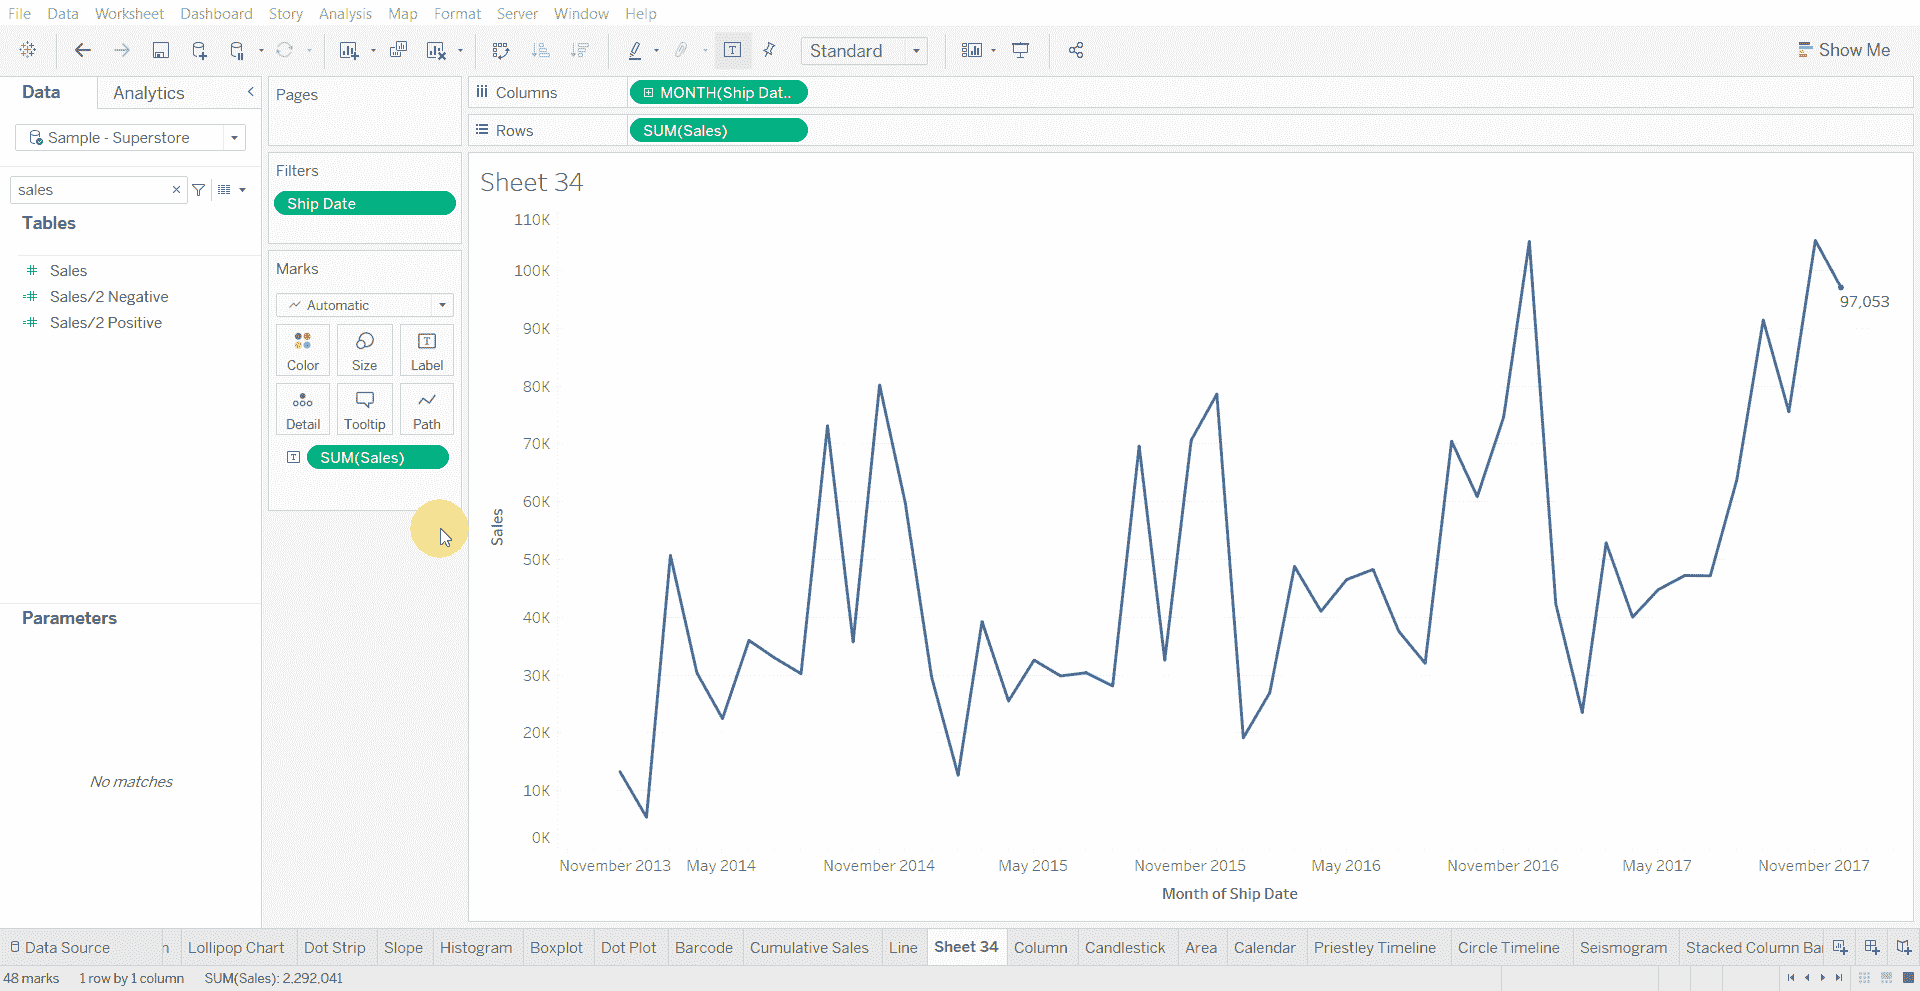 File Data Worksheet Dashboard Story Analysis Map Format Server Window Help
Standard
Show Me
Data
Analytics
Sample - Superstore
sales
Tables
Sales
Sales/2 Negative
Sales/2 Positive
Parameters
No matches
Pages
Filters
Ship Date
Marks
Automatic
Color Size Label
Detail Tooltip Path
SUM(Sales)
Columns MONTH(Ship Dat..
Rows SUM(Sales)
Sheet 34
110K
100K
90K
80K
70K
60K
50K
40K
30K
20K
10K
0K
Sales
97,053
November 2013 May 2014 November 2014 May 2015 November 2015 May 2016 November 2016 May 2017 November 2017
Month of Ship Date
Data Source Lollipop Chart Dot Strip Slope Histogram Boxplot Dot Plot Barcode Cumulative Sales Line Sheet 34 Column Candlestick Area Calendar Priestley Timeline Circle Timeline Seismogram Stacked Column Bar
48 marks 1 row by 1 column SUM(Sales): 2,292,041